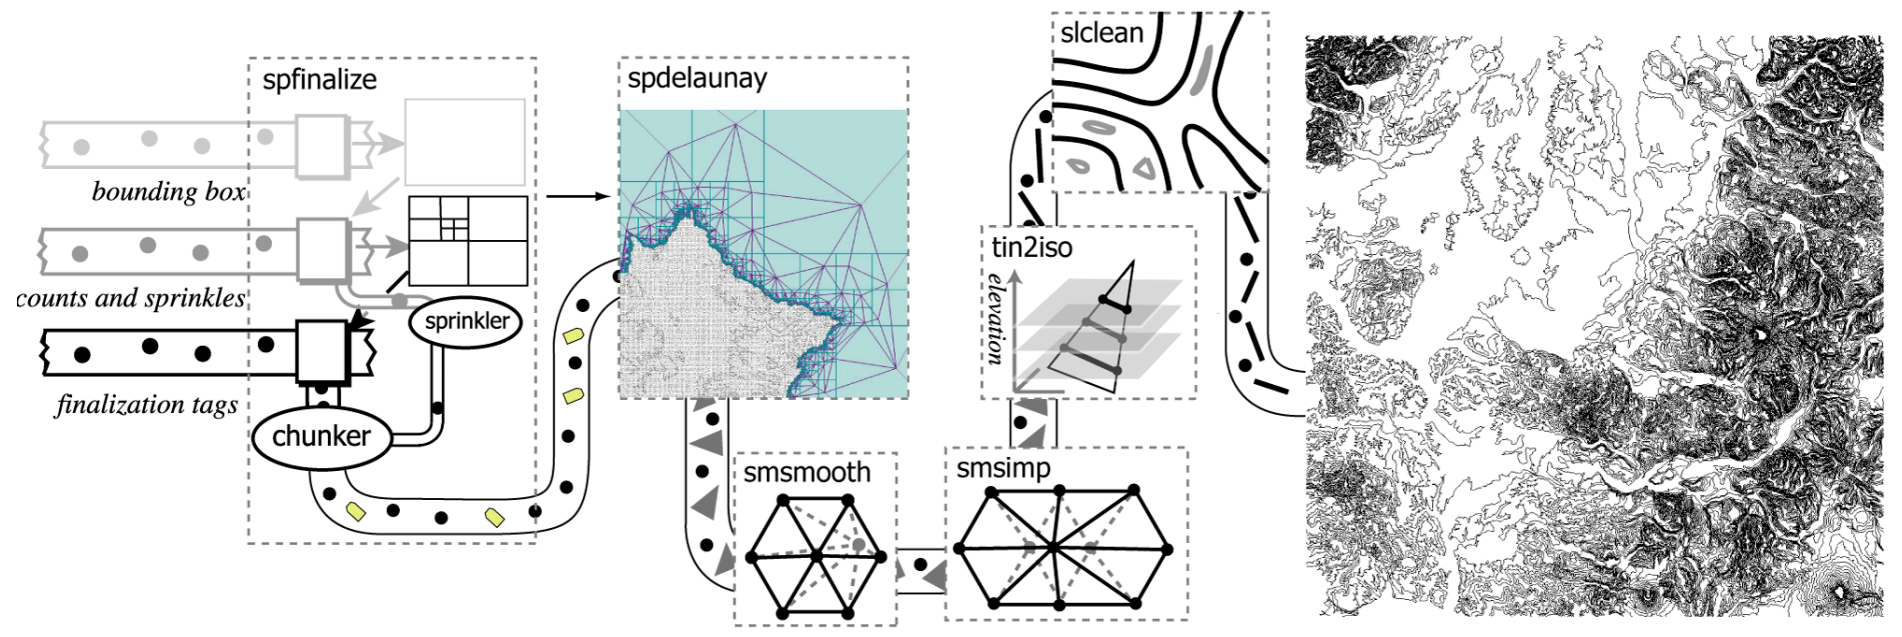 spfinalize
bounding box
counts and sprinkles
sprinkler
finalization tags
chunker
spdelaunay
smsmooth
smsimp
tin2iso
elevation
slclean